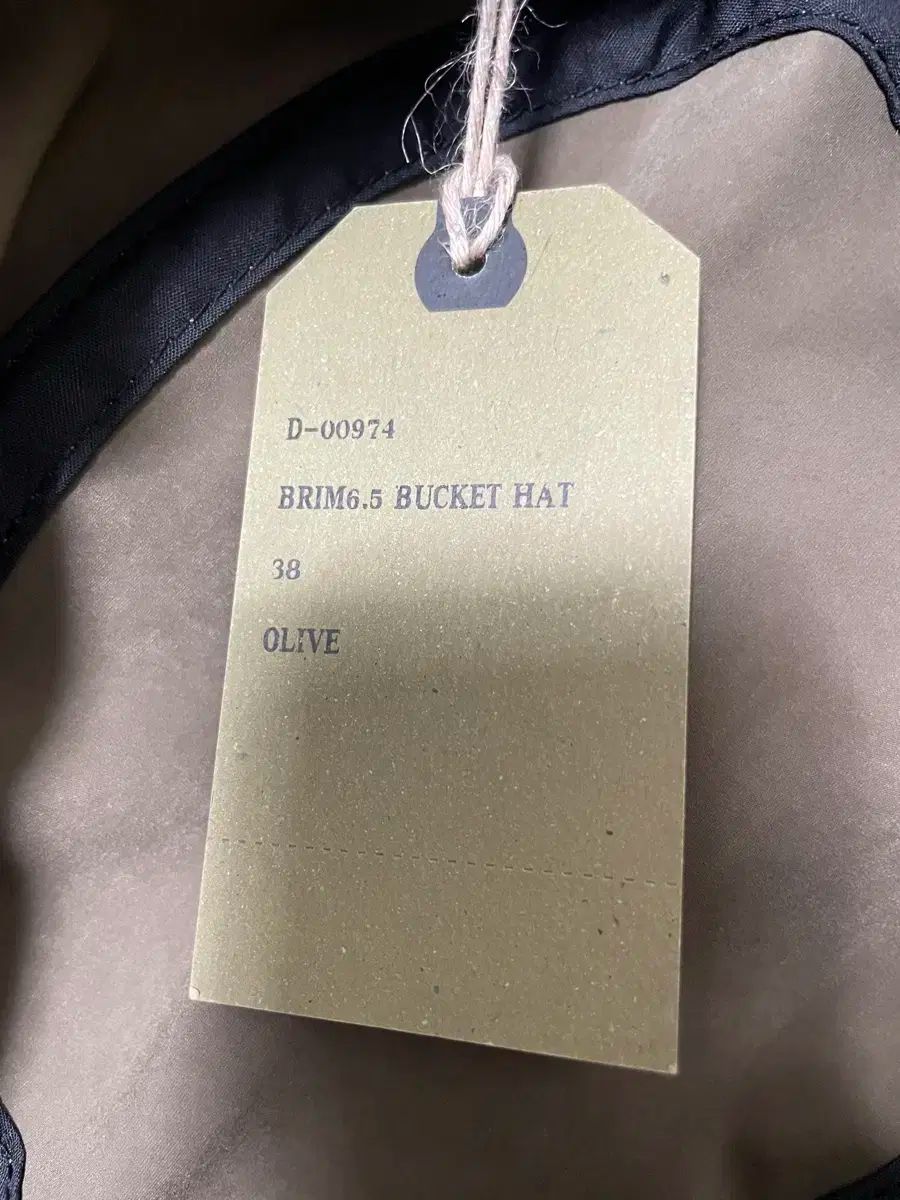 D-00974
BRIM6.5 BUCKET HAT
38
OLIVE